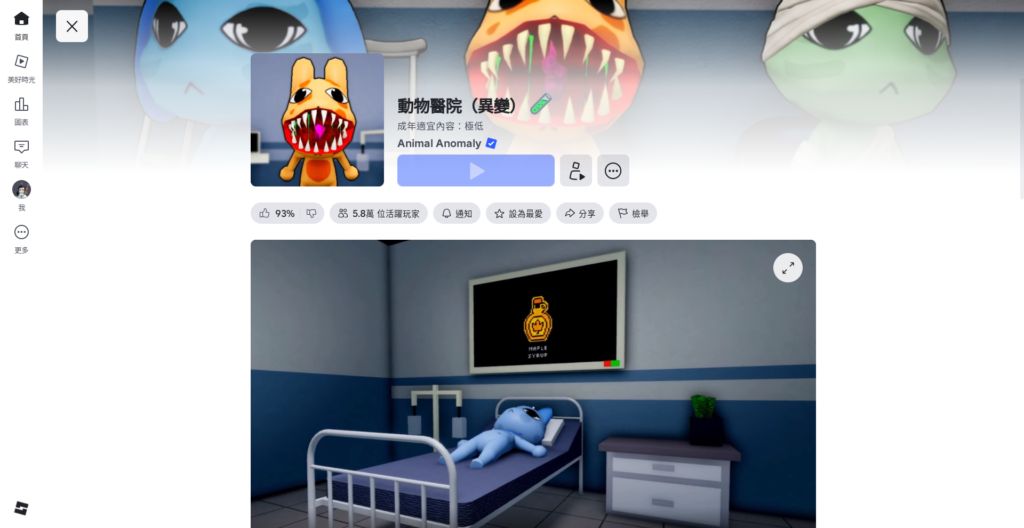 首頁
美好時光
圖表
聊天
我
更多
動物醫院（異變）
成年適宜內容：極低
Animal Anomaly
93%
5.8萬 位活躍玩家
通知
設為最愛
分享
檢舉
MAPLE
SYRUP